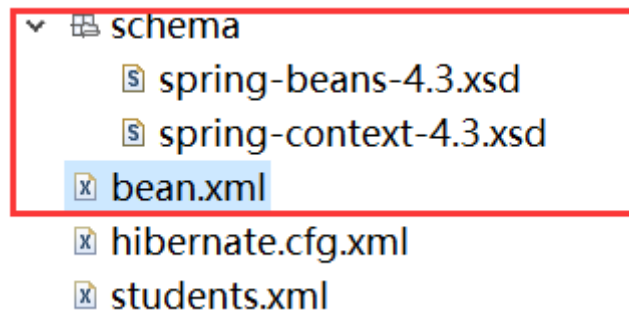 schema
spring-beans-4.3.xsd
spring-context-4.3.xsd
bean.xml
hibernate.cfg.xml
students.xml